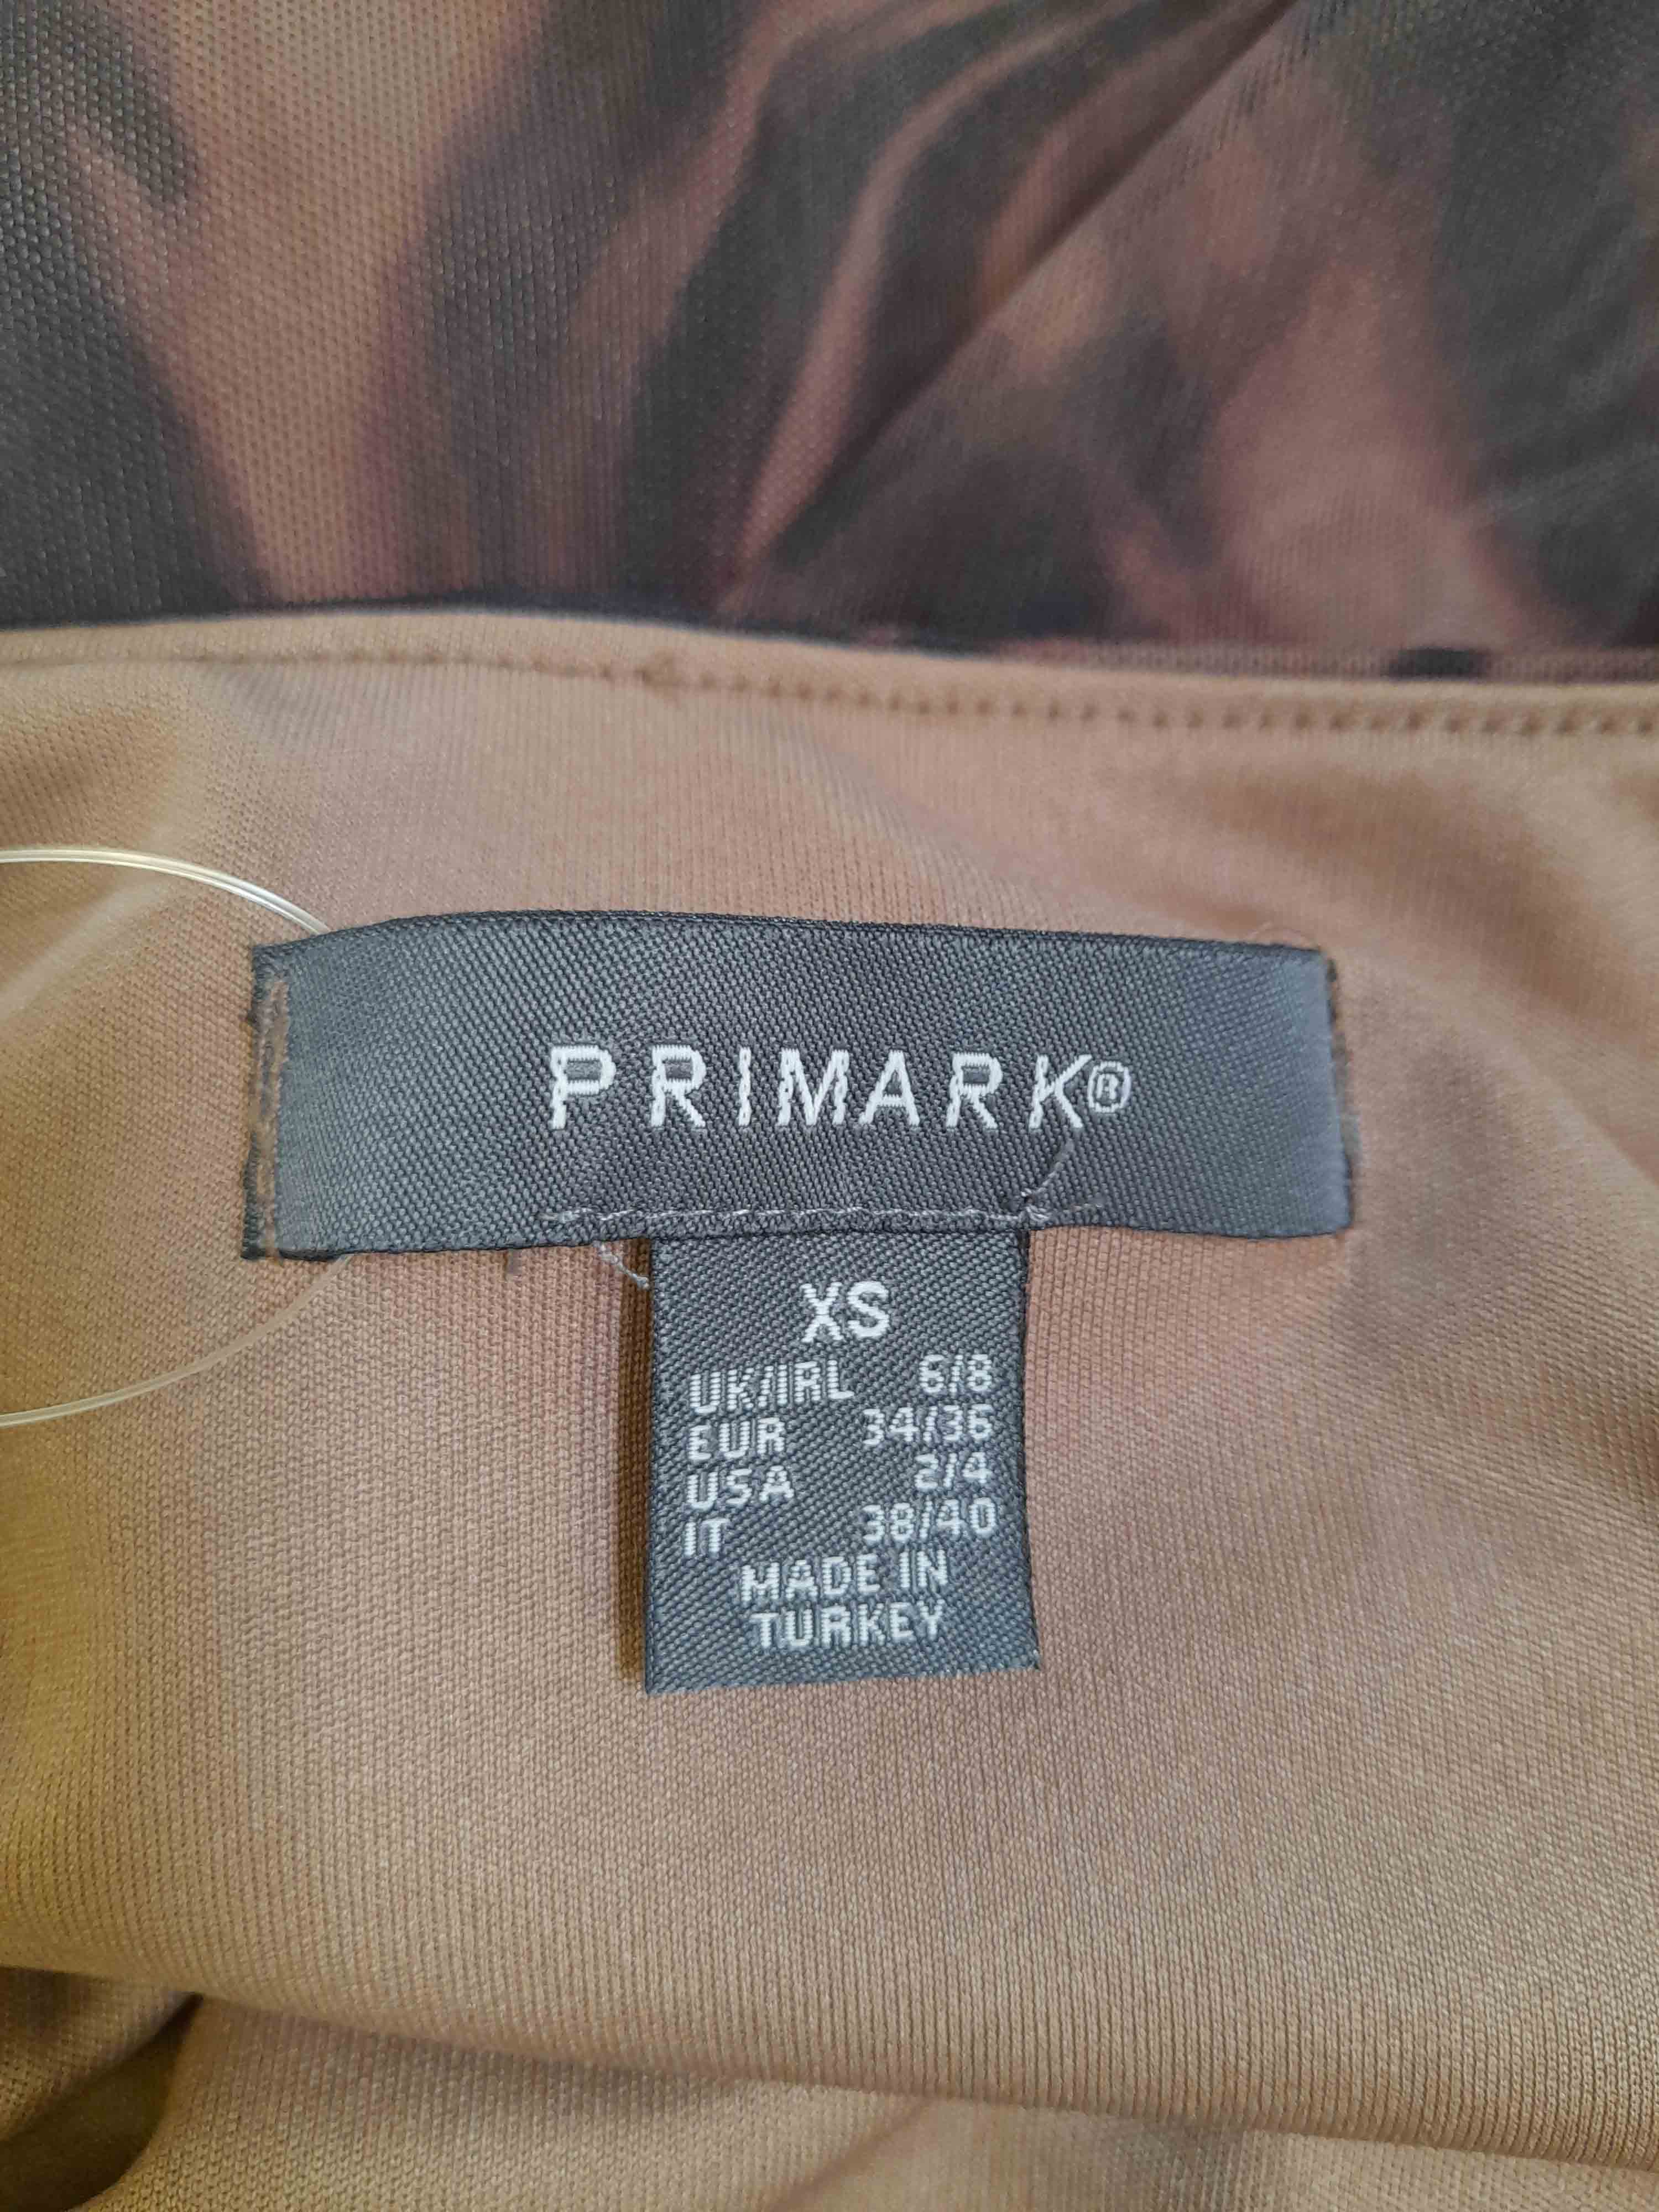 PRIMARK®
XS
UK/IRL 6/8
EUR 34/36
USA 2/4
IT 38/40
MADE IN
TURKEY